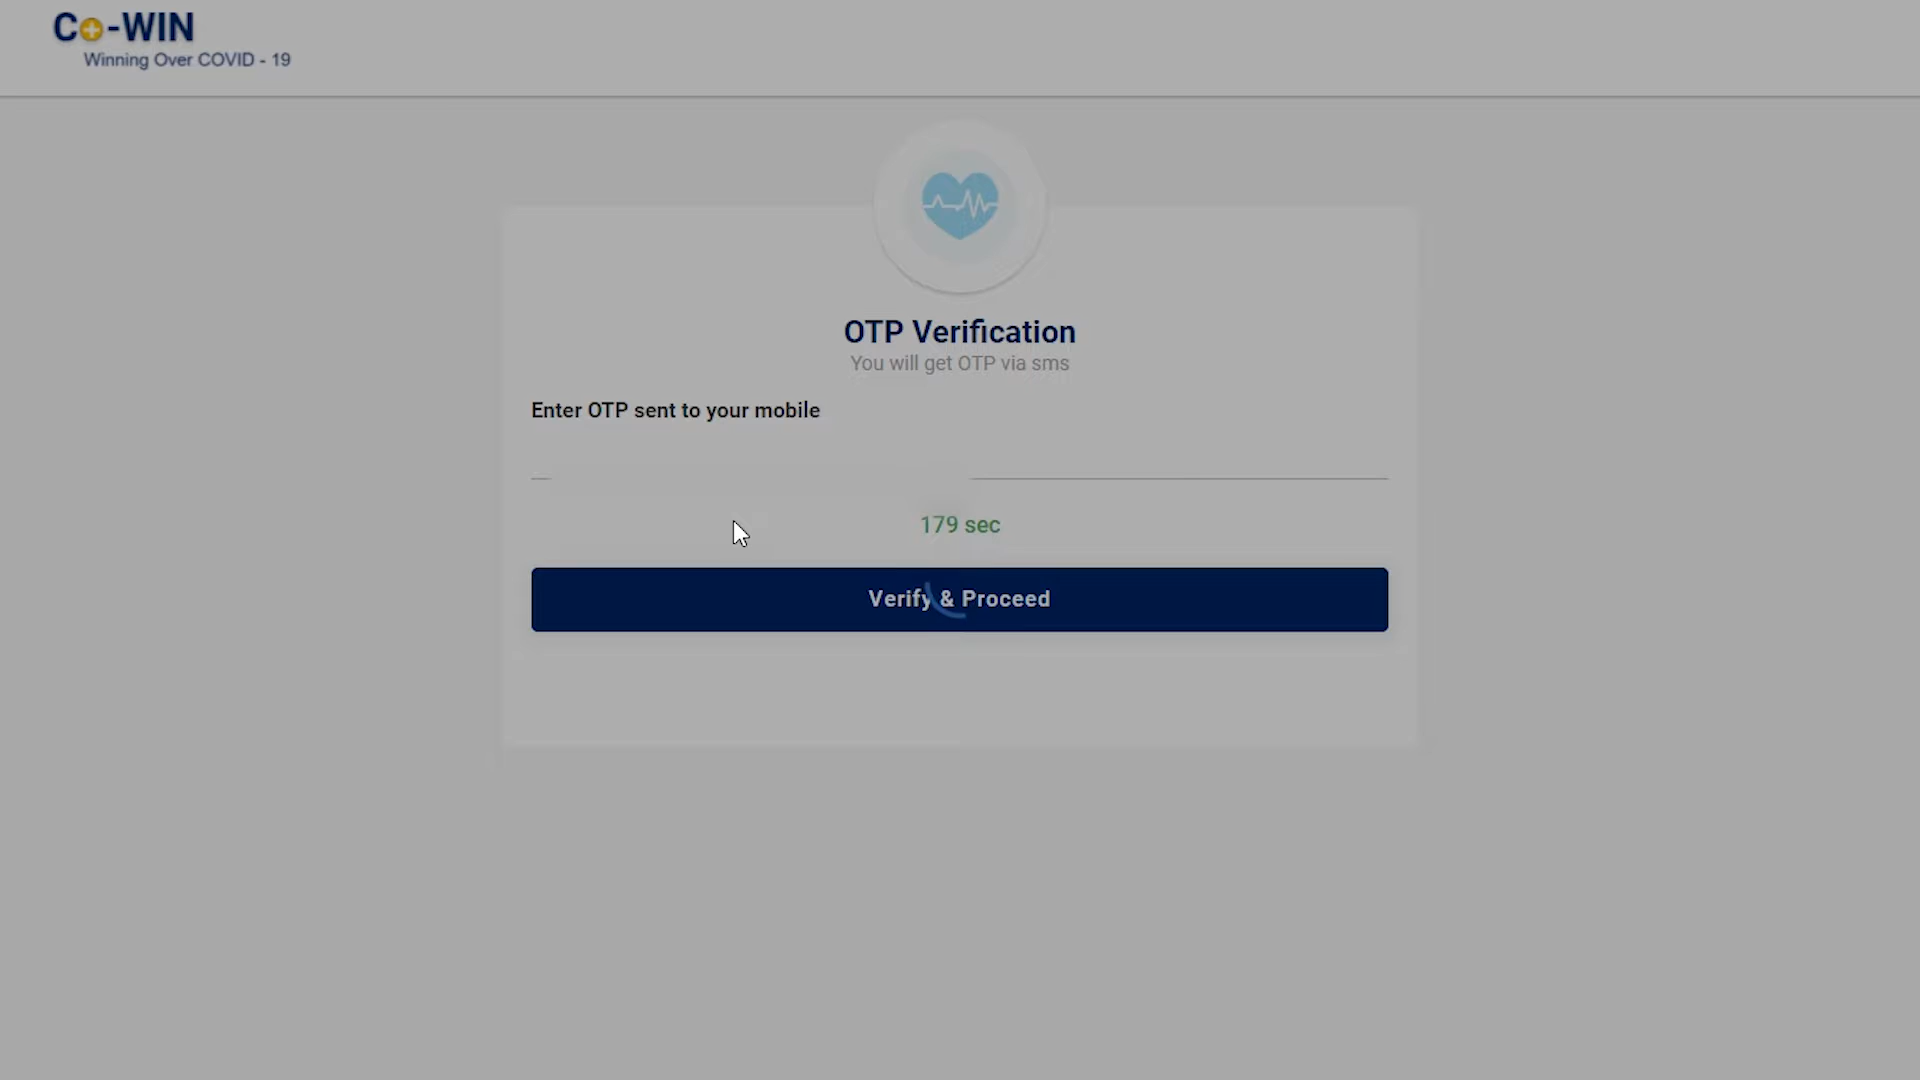 Co-WIN
Winning Over COVID - 19
OTP Verification
You will get OTP via sms
Enter OTP sent to your mobile
179 sec
Verify & Proceed